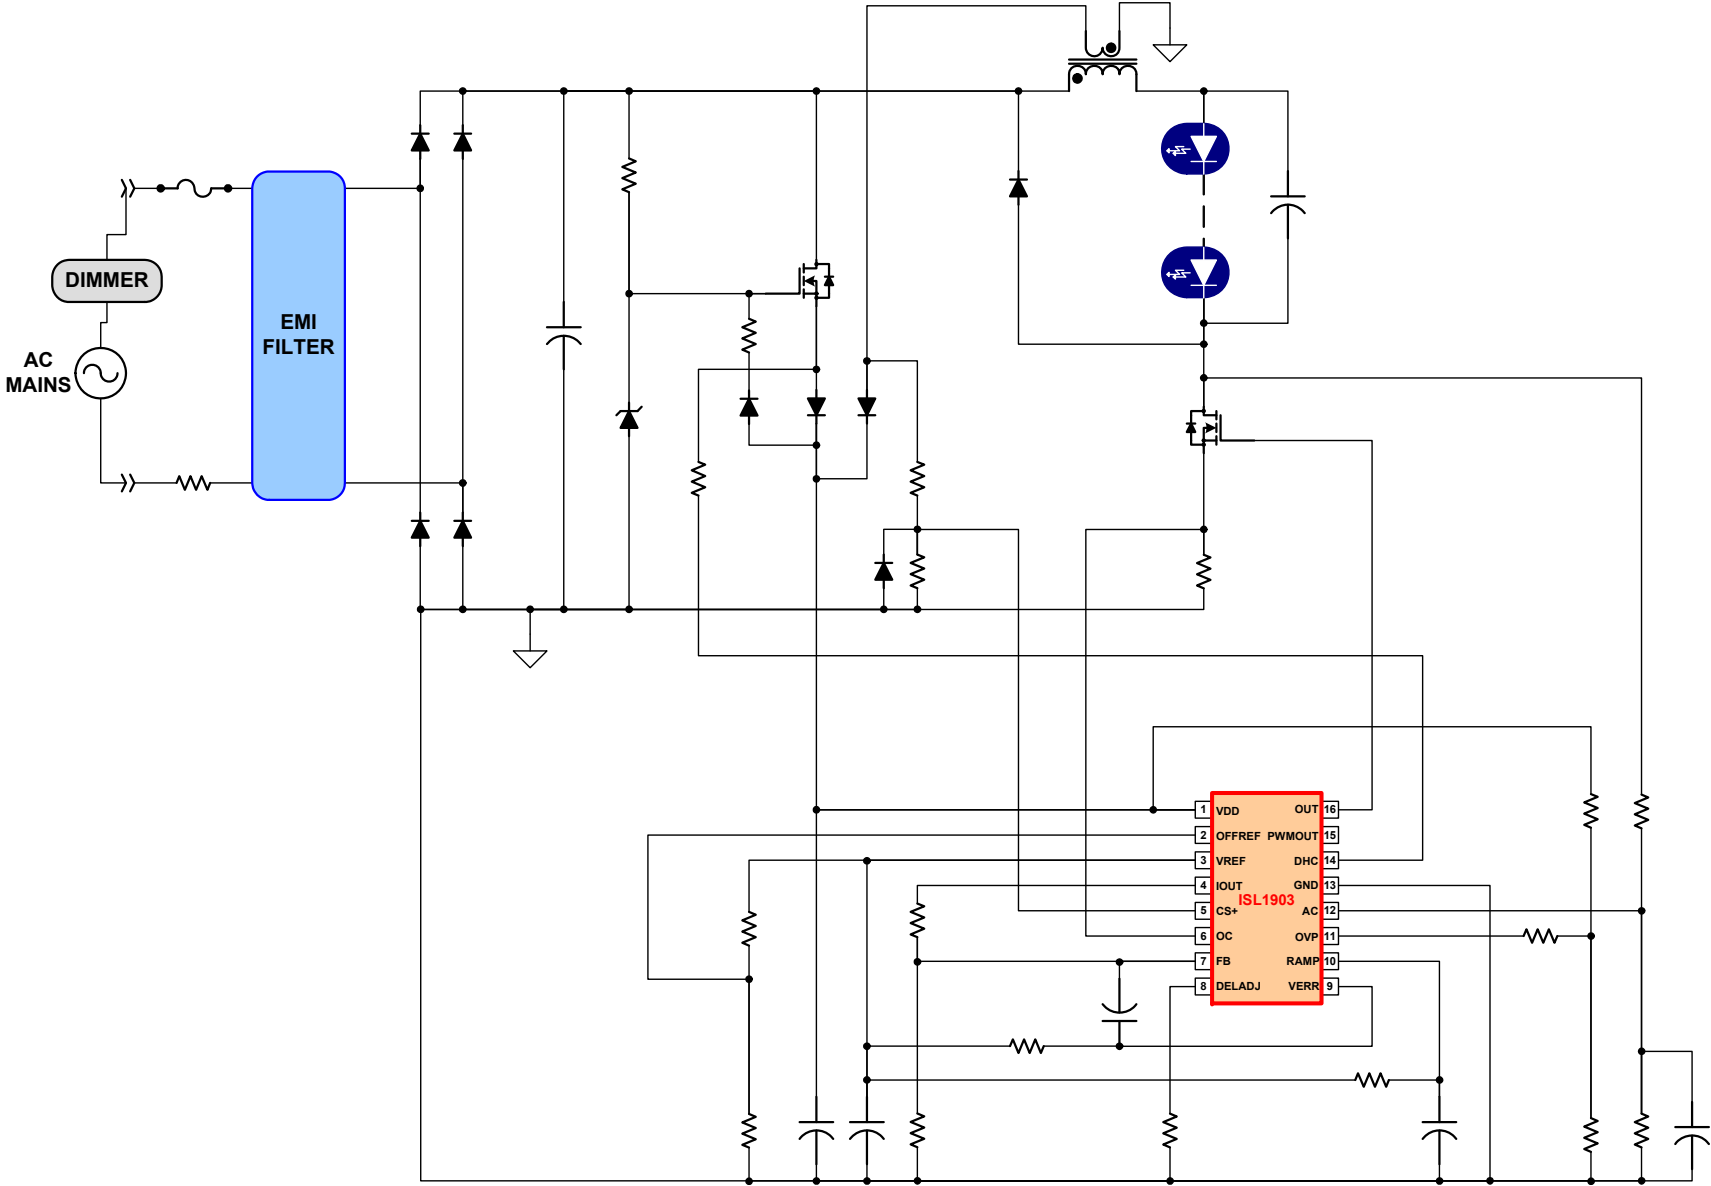 DIMMER
EMI
FILTER
AC
MAINS
1 VDD OUT 16
2 OFFREF PWMOUT 15
3 VREF DHC 14
4 IOUT GND 13
ISL1903
5 CS+ AC 12
6 OC OVP 11
7 FB RAMP 10
8 DELADJ VERR 9